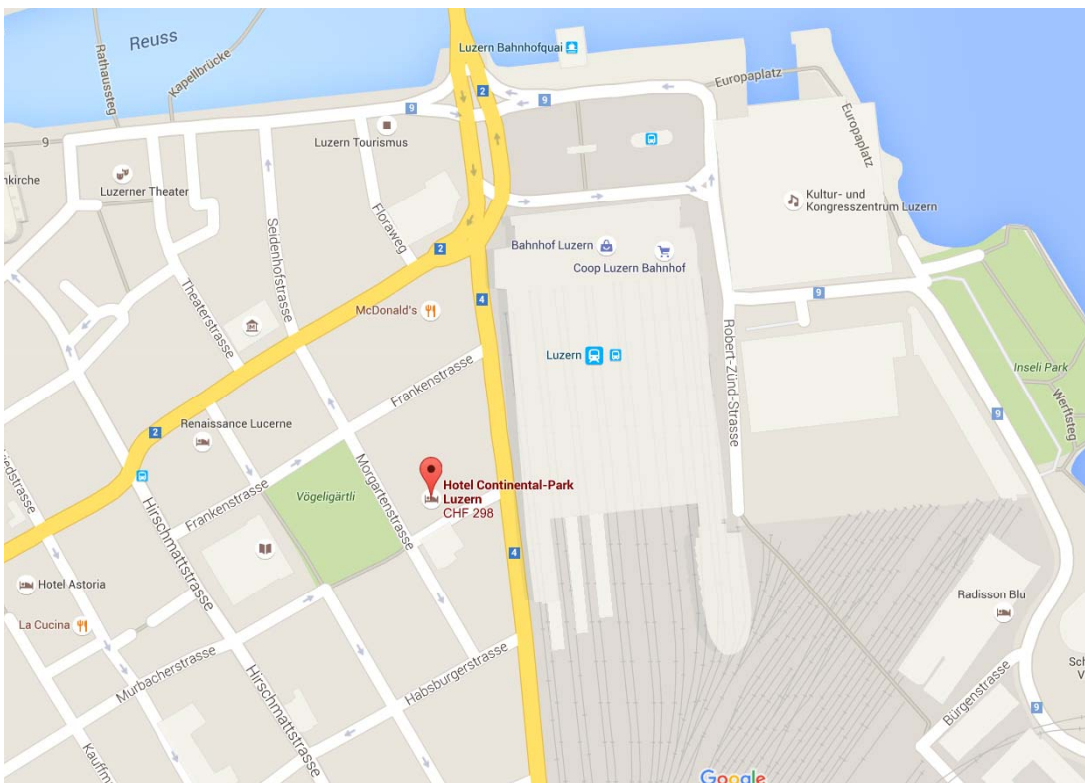 Reuss
Luzern Bahnhofquai
Rathaussteg
Kapellbrücke
Europaplatz
2
9
9
9
Luzern Tourismus
Europaplatz
nkirche
Luzerner Theater
Kultur- und
Kongresszentrum Luzern
Floraweg
Seidenhofstrasse
2
Bahnhof Luzern
Coop Luzern Bahnhof
Theaterstrasse
4
9
McDonald's
Luzern
Robert-Zünd-Strasse
Inseli Park
Frankenstrasse
Werftsteg
9
2
Renaissance Lucerne
Morgartenstrasse
Hotel Continental-Park
Luzern
CHF 298
Vögeligärtli
Frankenstrasse
Hirschmattstrasse
iedstrasse
4
Hotel Astoria
Radisson Blu
La Cucina
Murbacherstrasse
Habsburgerstrasse
Hirschmattstrasse
Sch
V
Bürgenstrasse
9
Kauffm
Google